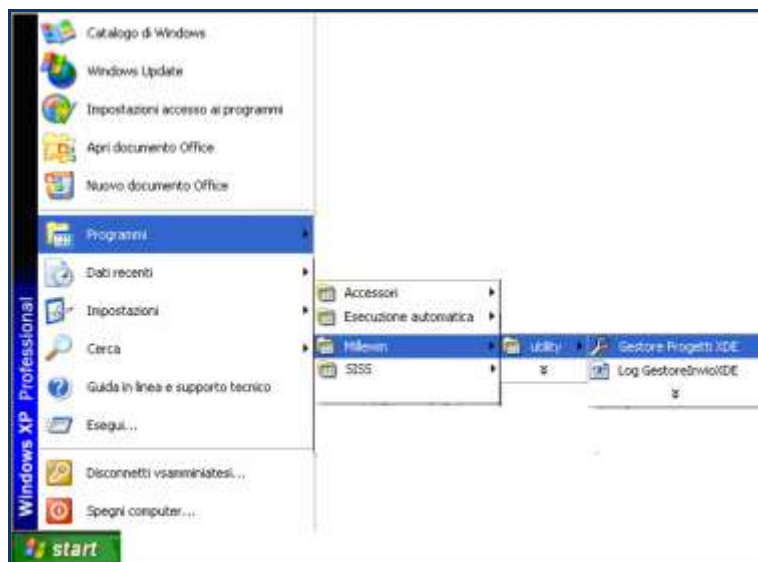 Catalogo di Windows
Windows Update
Impostazioni accesso ai programmi
Apri documento Office
Nuovo documento Office
Programmi
Dati recenti
Impostazioni
Cerca
Guida in linea e supporto tecnico
Esegui...
Disconnetti vsamminiatesi...
Spegni computer...
Windows XP Professional
start
Accessori
Esecuzione automatica
Millewin
SISS
utility
Gestore Progetti XDE
Log GestoreInvioXDE